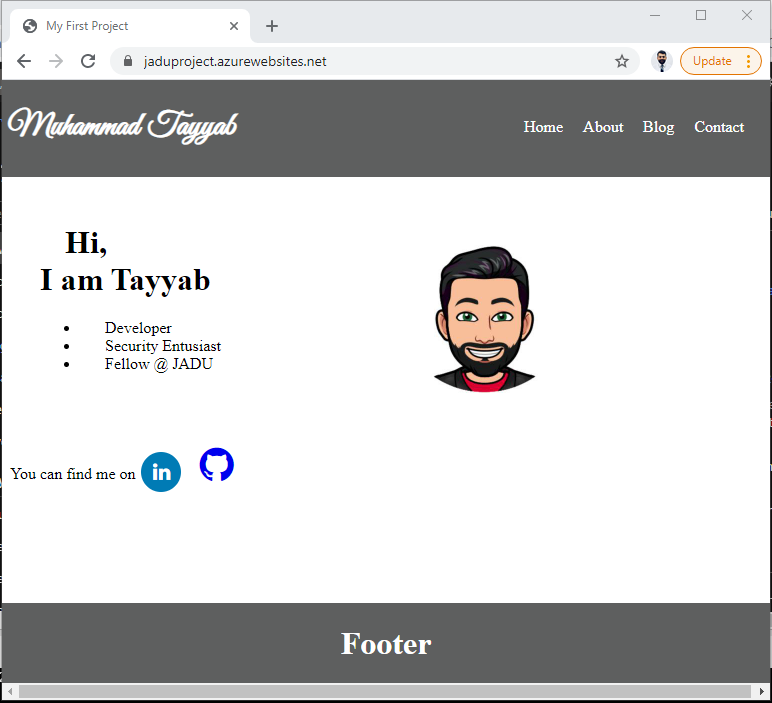 My First Project
jaduproject.azurewebsites.net
Update
Muhammad Tayyab
Home About Blog Contact
Hi,
I am Tayyab
• Developer
• Security Entusiast
• Fellow @ JADU
You can find me on in
Footer